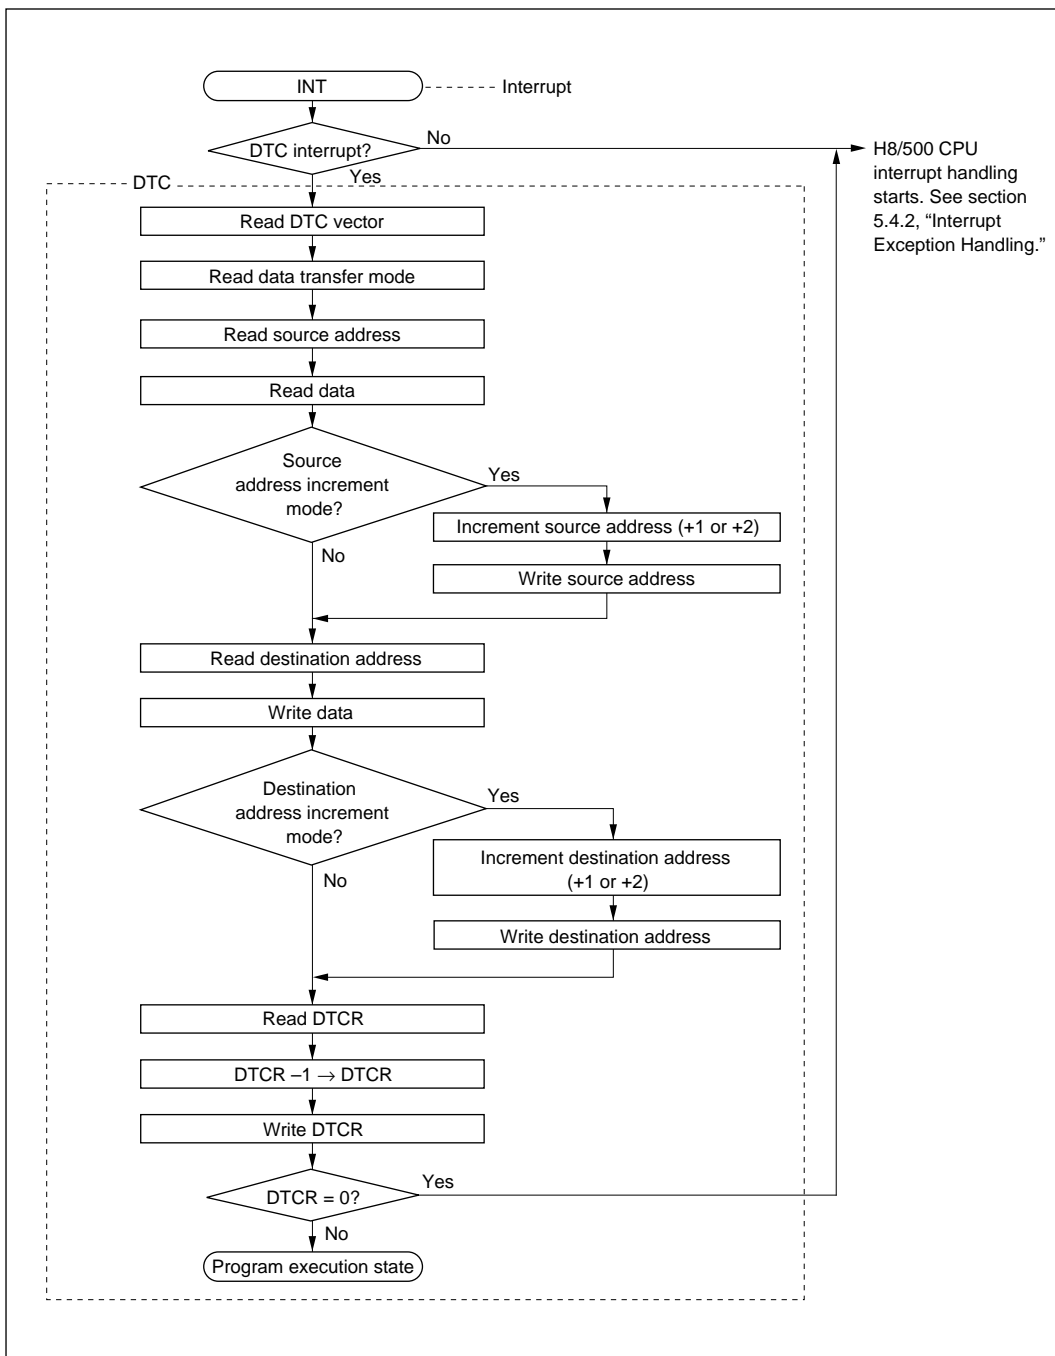 INT
Interrupt
DTC interrupt?
No
H8/500 CPU
interrupt handling
starts. See section
5.4.2, “Interrupt
Exception Handling.”
Yes
DTC
Read DTC vector
Read data transfer mode
Read source address
Read data
Source
address increment
mode?
Yes
Increment source address (+1 or +2)
No
Write source address
Read destination address
Write data
Destination
address increment
mode?
Yes
Increment destination address
(+1 or +2)
No
Write destination address
Read DTCR
DTCR –1 → DTCR
Write DTCR
DTCR = 0?
Yes
No
Program execution state